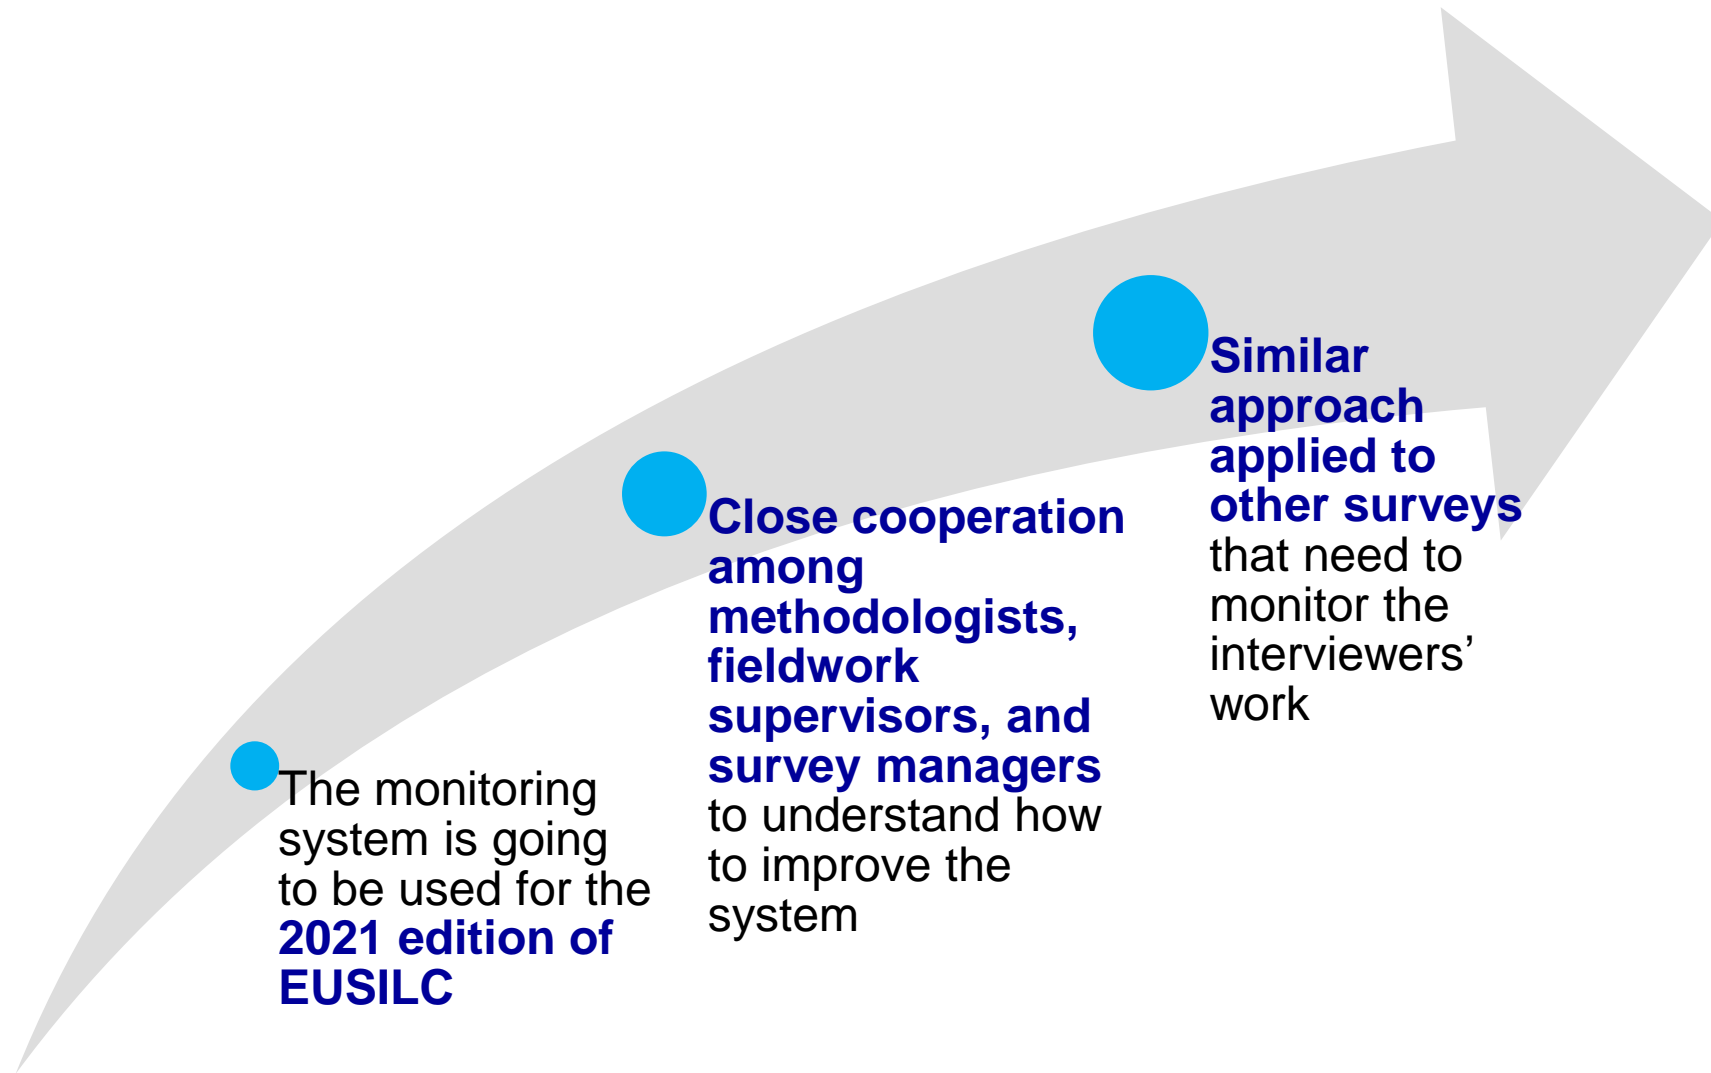 The monitoring
system is going
to be used for the
2021 edition of
EUSILC
Close cooperation
among
methodologists,
fieldwork
supervisors, and
survey managers
to understand how
to improve the
system
Similar
approach
applied to
other surveys
that need to
monitor the
interviewers’
work